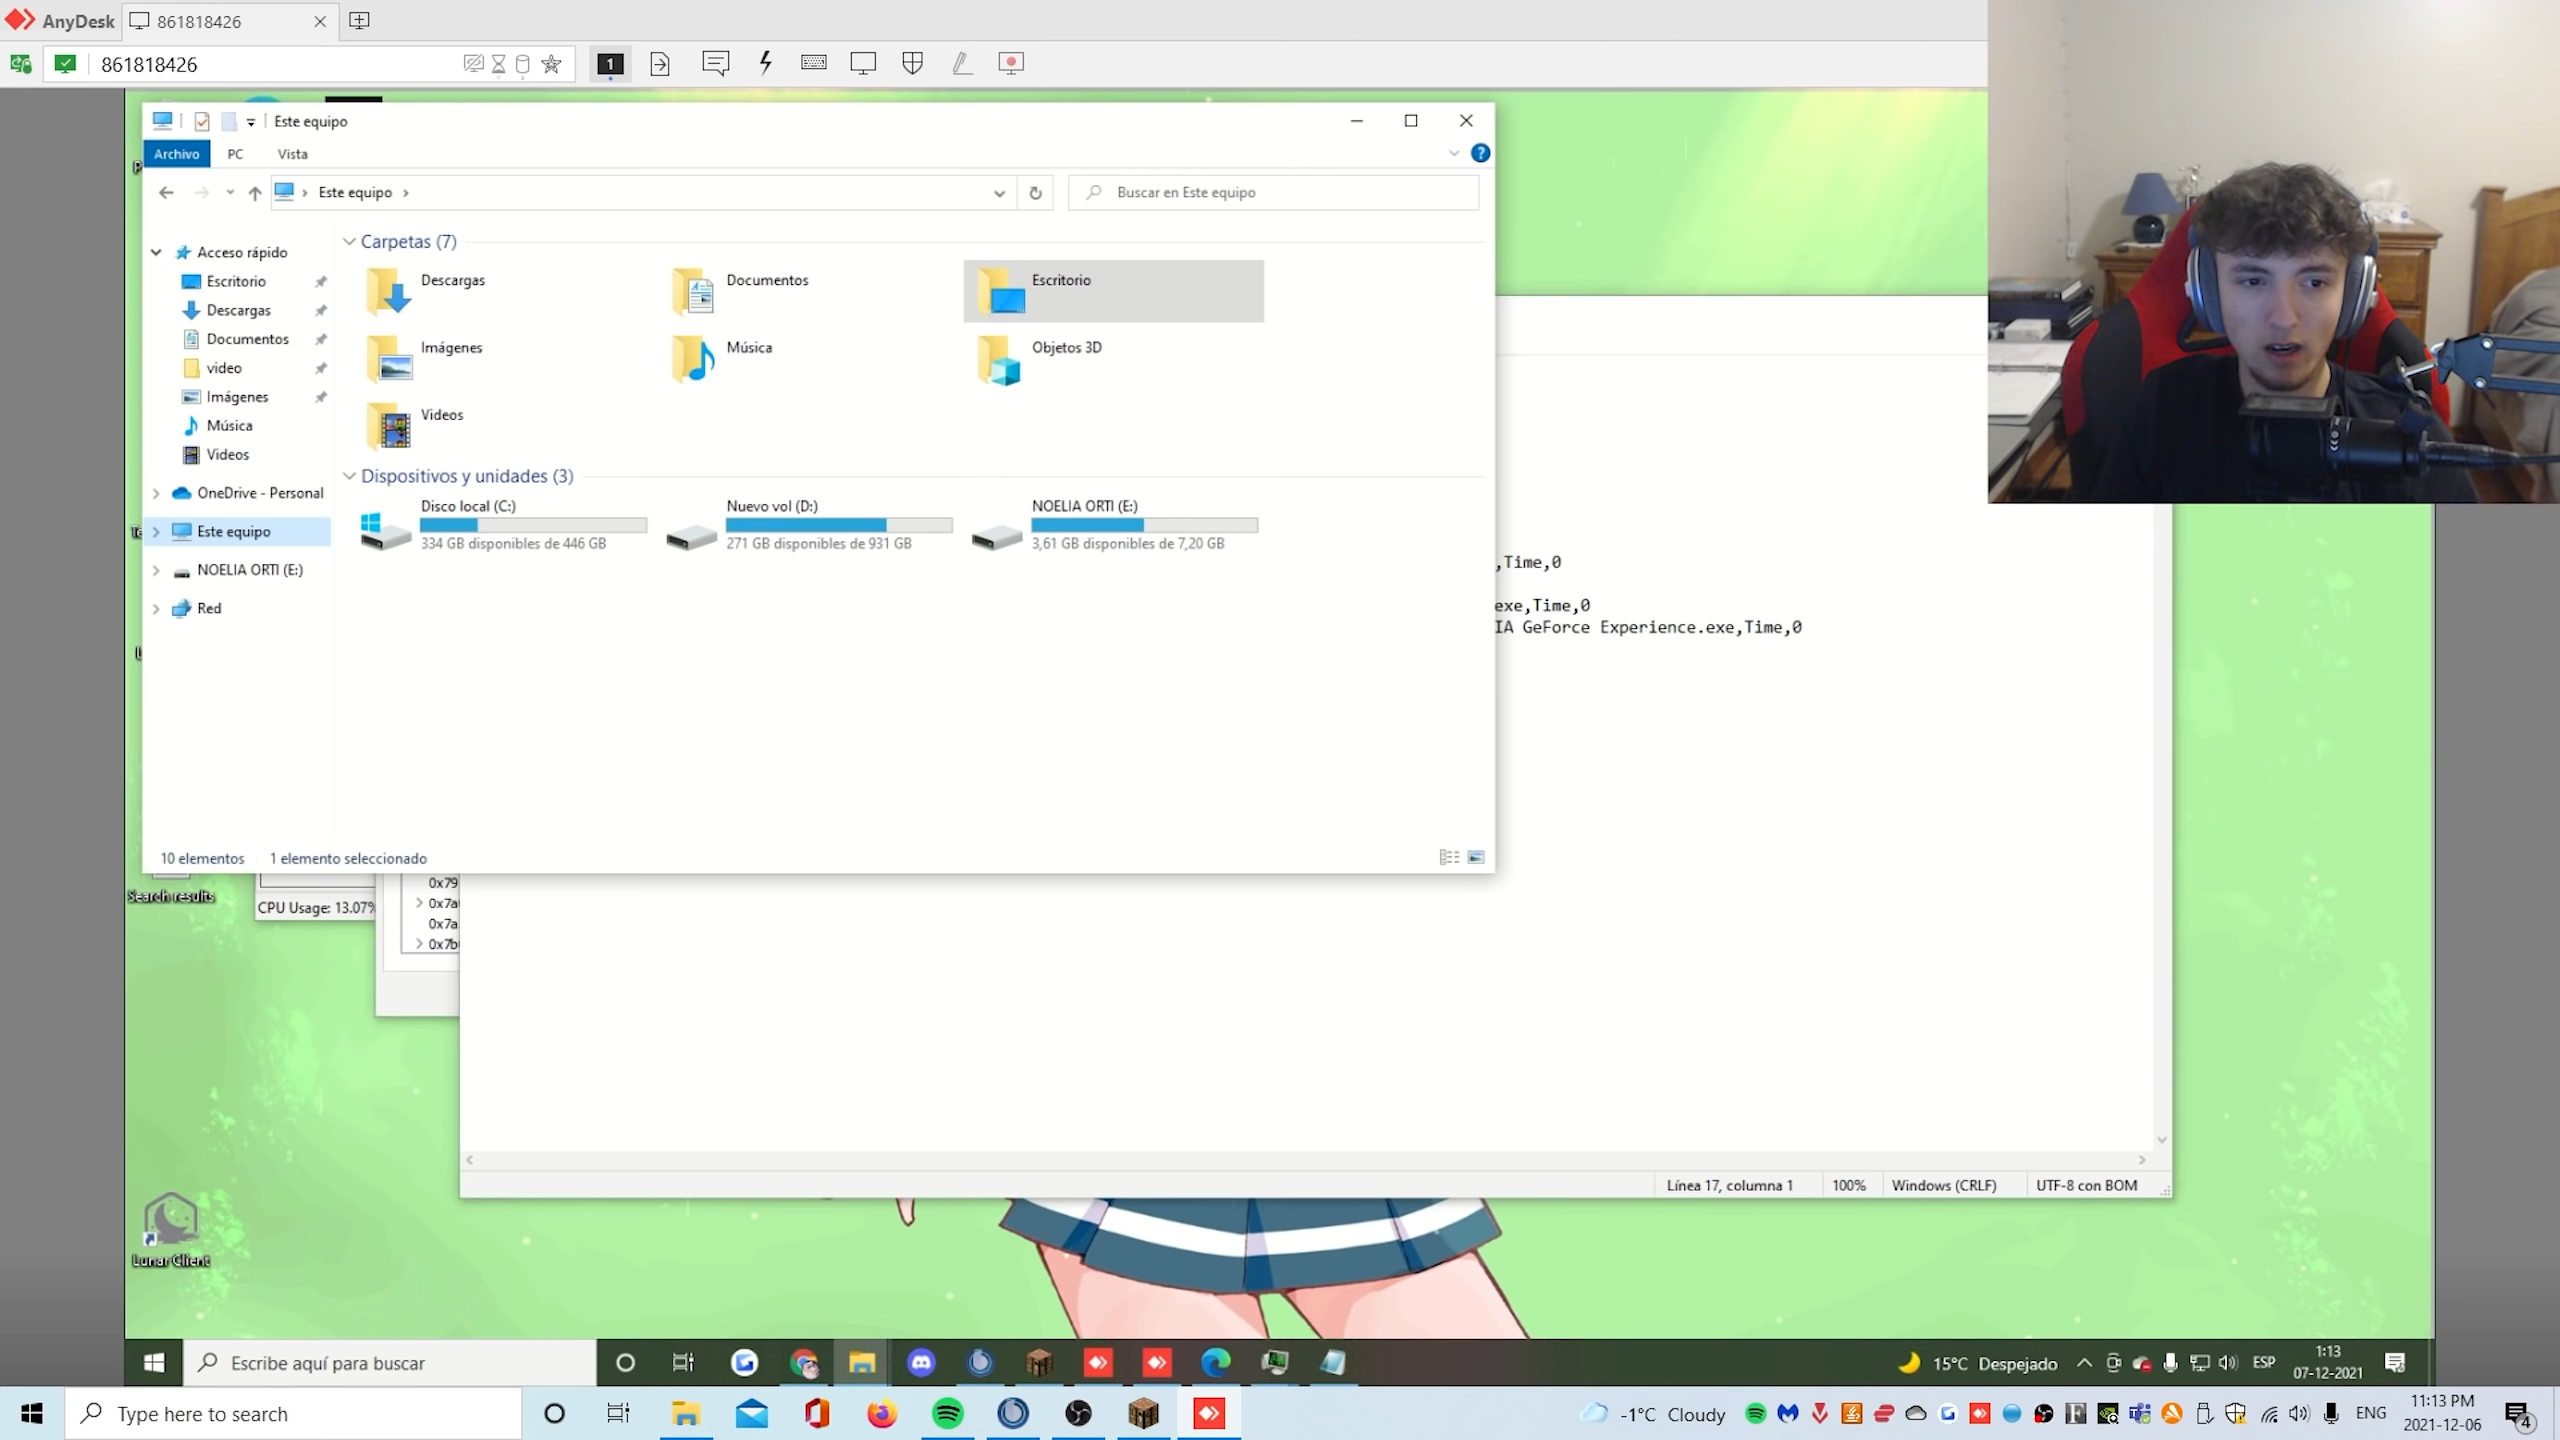 AnyDesk
861818426
861818426
1
Este equipo
Archivo PC Vista
Este equipo
Buscar en Este equipo
Acceso rápido
Escritorio
Descargas
Documentos
video
Imágenes
Música
Videos
OneDrive - Personal
Este equipo
NOELIA ORTI (E:)
Red
Carpetas (7)
Descargas
Documentos
Escritorio
Imágenes
Música
Objetos 3D
Videos
Dispositivos y unidades (3)
Disco local (C:)
334 GB disponibles de 446 GB
Nuevo vol (D:)
271 GB disponibles de 931 GB
NOELIA ORTI (E:)
3,61 GB disponibles de 7,20 GB
10 elementos 1 elemento seleccionado
,Time,0
exe,Time,0
IA GeForce Experience.exe,Time,0
Search results
CPU Usage: 13.07%
0x79
0x7a
0x7a
0x7b
Línea 17, columna 1 100% Windows (CRLF) UTF-8 con BOM
Lunar Client
Escribe aquí para buscar
15°C Despejado
ESP
1:13
07-12-2021
Type here to search
-1°C Cloudy
ENG
11:13 PM
2021-12-06
4